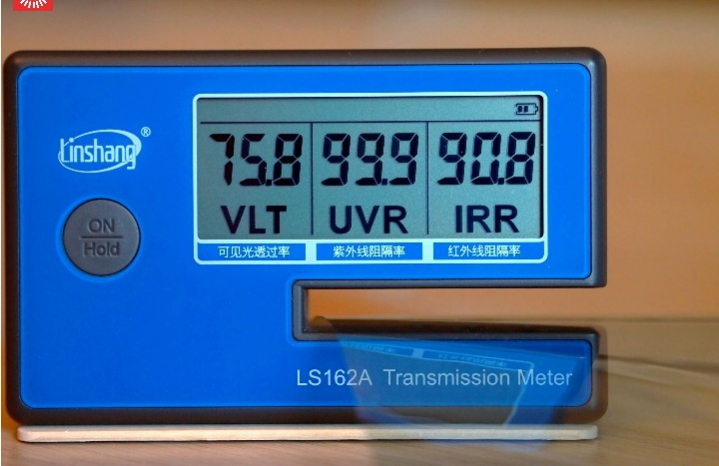 Linshang®
ON
Hold
75.8 99.9 90.8
VLT UVR IRR
可见光透过率 紫外线阻隔率 红外线阻隔率
LS162A Transmission Meter